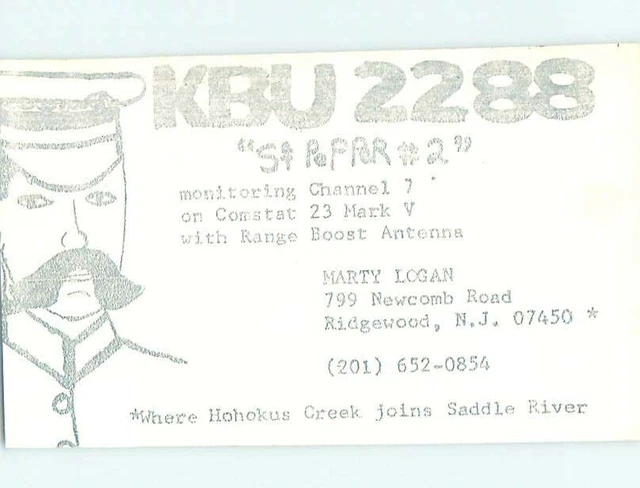 KBU 2288
"St PePPER #2"
monitoring Channel 7
on Comstat 23 Mark V
with Range Boost Antenna
MARTY LOGAN
799 Newcomb Road
Ridgewood, N.J. 07450 *
(201) 652-0854
*Where Hohokus Creek joins Saddle River